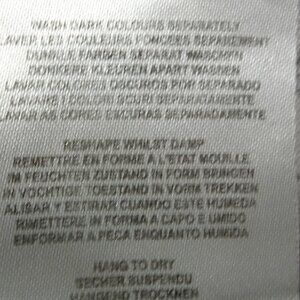 WASH DARK COLOURS SEPARATELY
LAVER LES COULEURS FONCEES SEPAREMENT
DUNKLE FARBEN SEPARAT WASCHEN
DONKERE KLEUREN APART WASSEN
LAVAR COLORES OSCUROS POR SEPARADO
LAVARE I COLORI SCURI SEPARATAMENTE
LAVAR AS CORES ESCURAS SEPARADAMENTE
RESHAPE WHILST DAMP
REMETTRE EN FORME A L'ETAT MOUILLE
IM FEUCHTEN ZUSTAND IN FORM BRINGEN
IN VOCHTIGE TOESTAND IN VORM TREKKEN
ALISAR Y ESTIRAR CUANDO ESTE HUMEDA
RIMETTERE IN FORMA A CAPO E UMIDO
ENFORMAR A PECA ENQUANTO HUMIDA
HANG TO DRY
SECHER SUSPENDU
HANGEND TROCKNEN